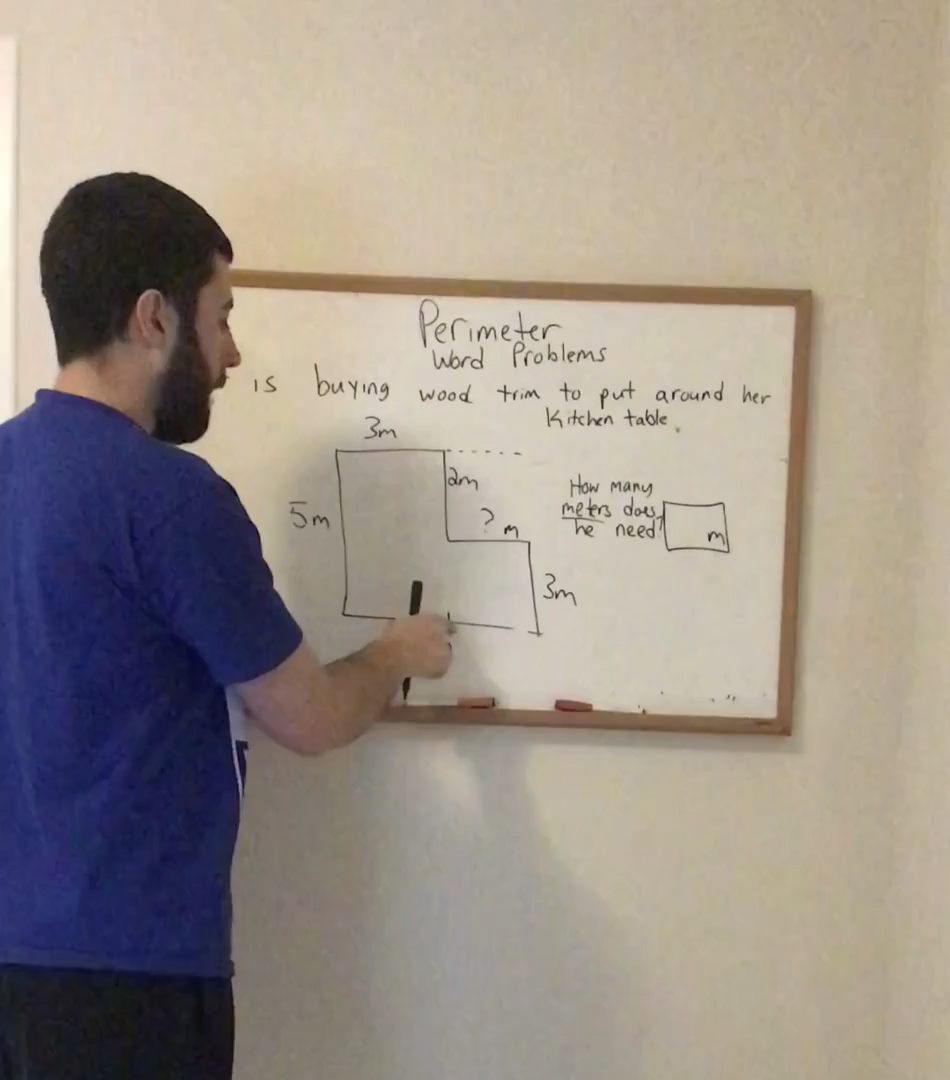 Perimeter
Word Problems
is buying wood trim to put around her
Kitchen table.
3m
2m
5m
? m
3m
How many
meters does
he need?
m